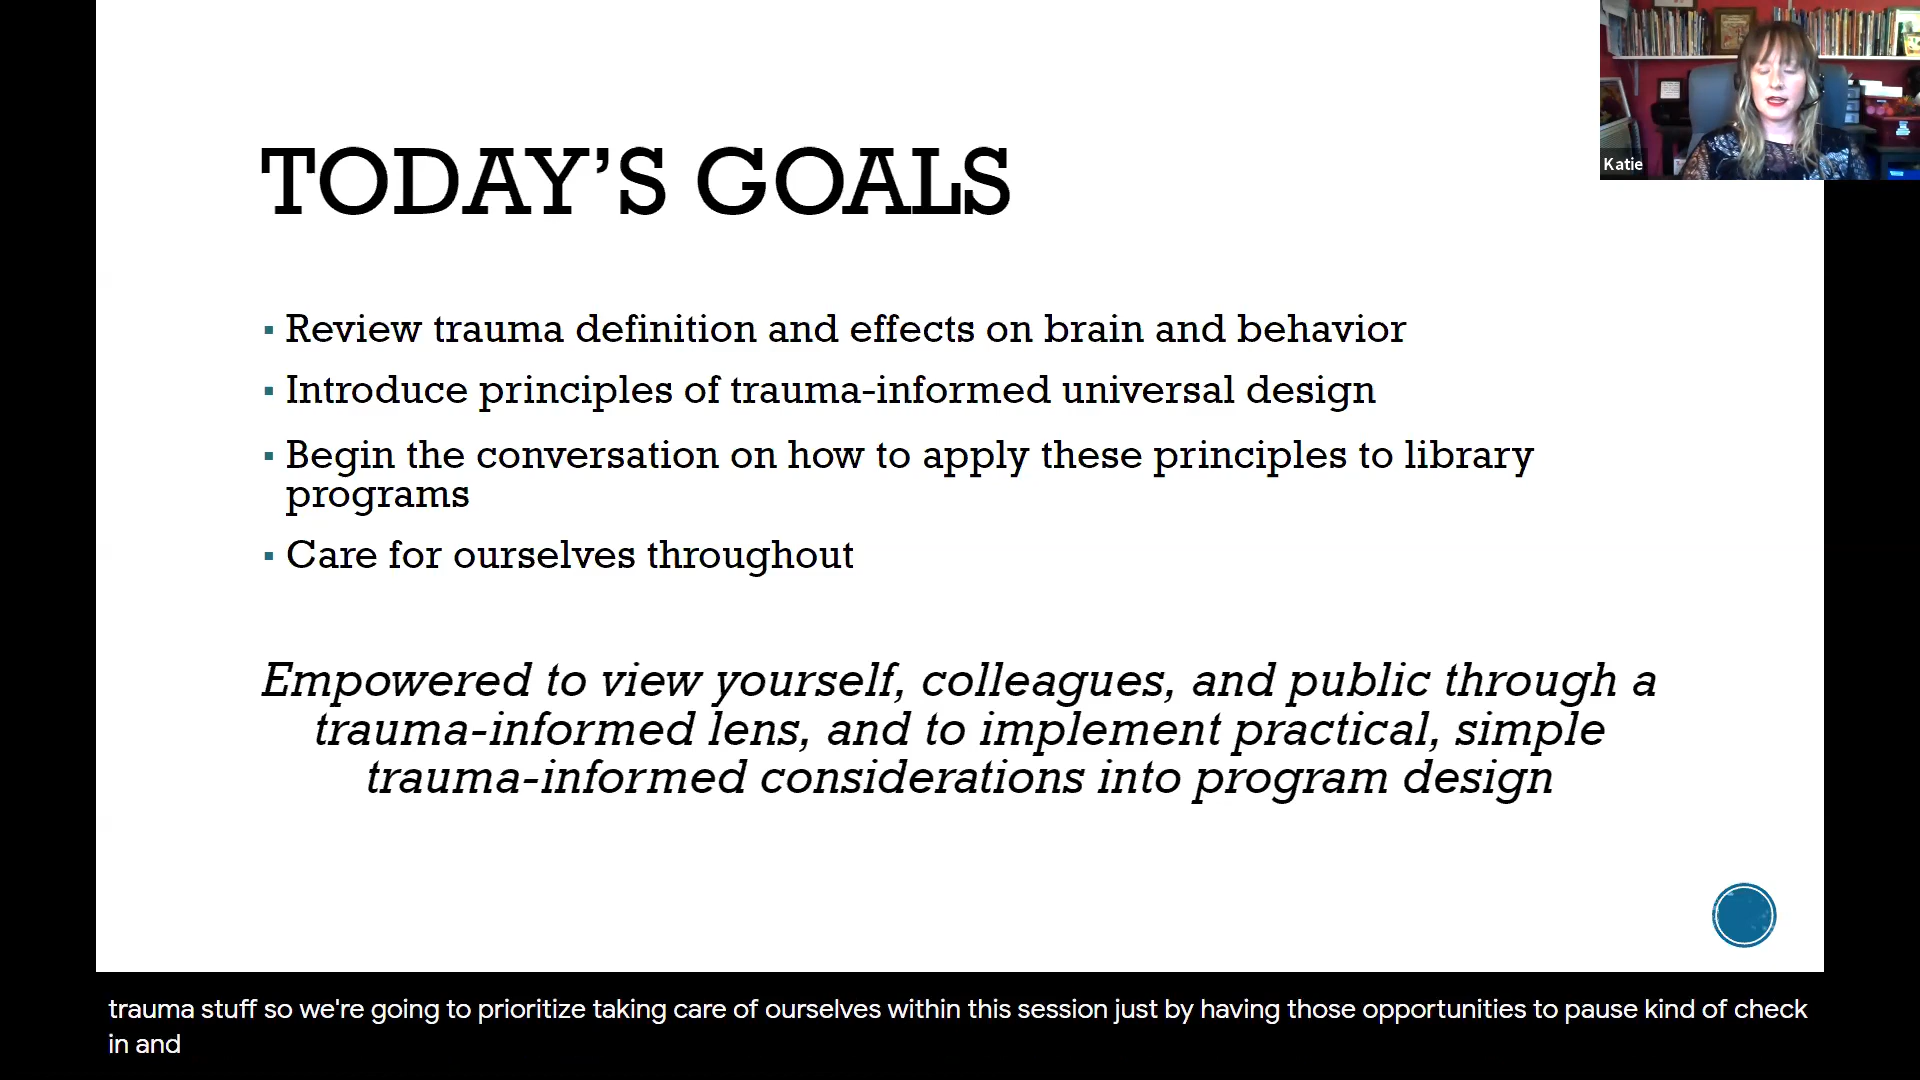 TODAY'S GOALS
▪ Review trauma definition and effects on brain and behavior
▪ Introduce principles of trauma-informed universal design
▪ Begin the conversation on how to apply these principles to library
programs
▪ Care for ourselves throughout
Empowered to view yourself, colleagues, and public through a
trauma-informed lens, and to implement practical, simple
trauma-informed considerations into program design
Katie
trauma stuff so we're going to prioritize taking care of ourselves within this session just by having those opportunities to pause kind of check
in and